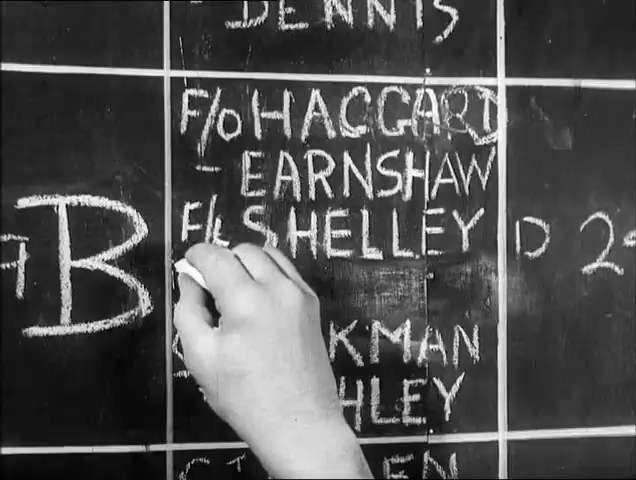 DENNIS
F/O HAGGARD
- EARNSHAW
F/L SHELLEY
B
D 2
KMAN
HLEY